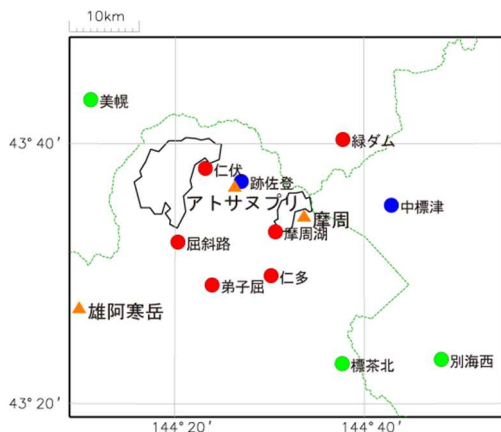 10km
美幌
43°40′
緑ダム
仁伏
跡佐登
アトサヌプリ
中標津
摩周
摩周湖
屈斜路
仁多
弟子屈
雄阿寒岳
標茶北
別海西
43°20′
144°20′
144°40′